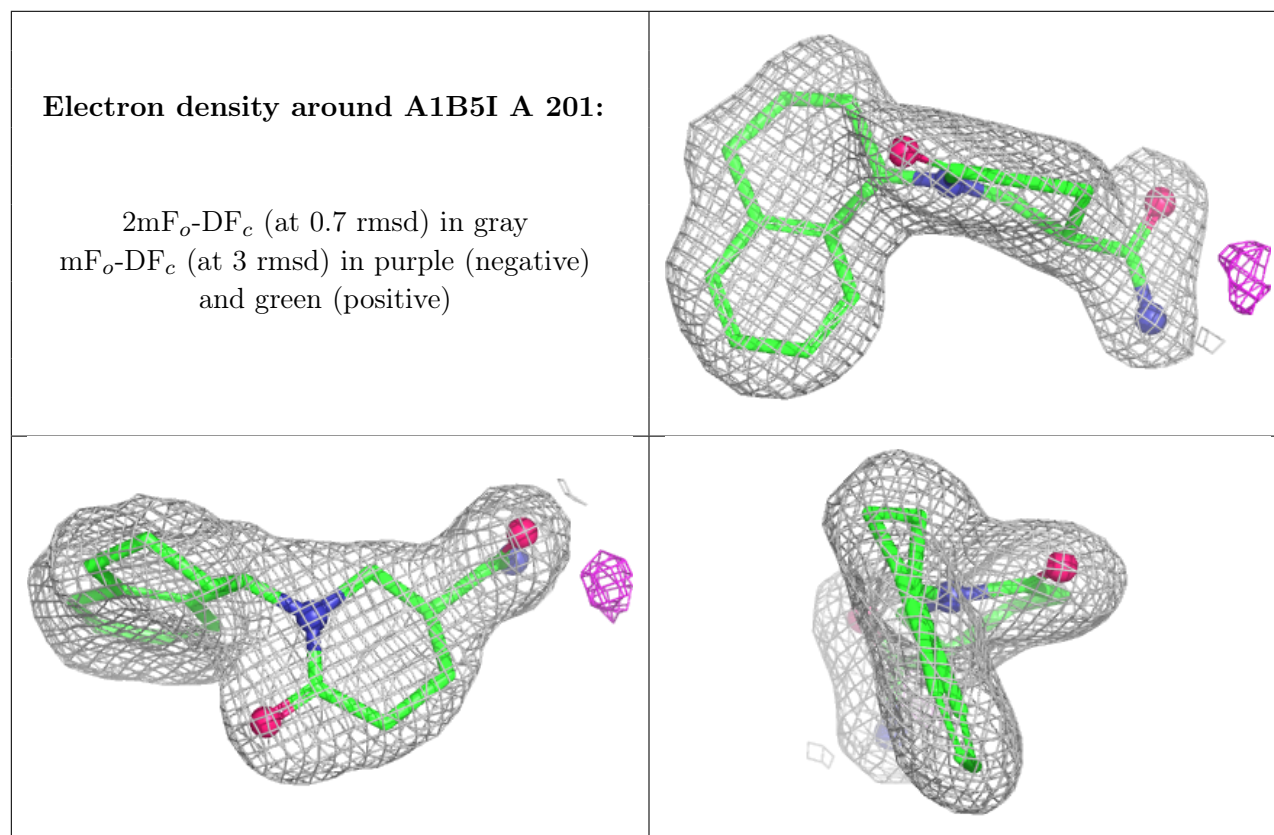 Electron density around A1B5I A 201:
2mFo-DFc (at 0.7 rmsd) in gray
mFo-DFc (at 3 rmsd) in purple (negative)
and green (positive)